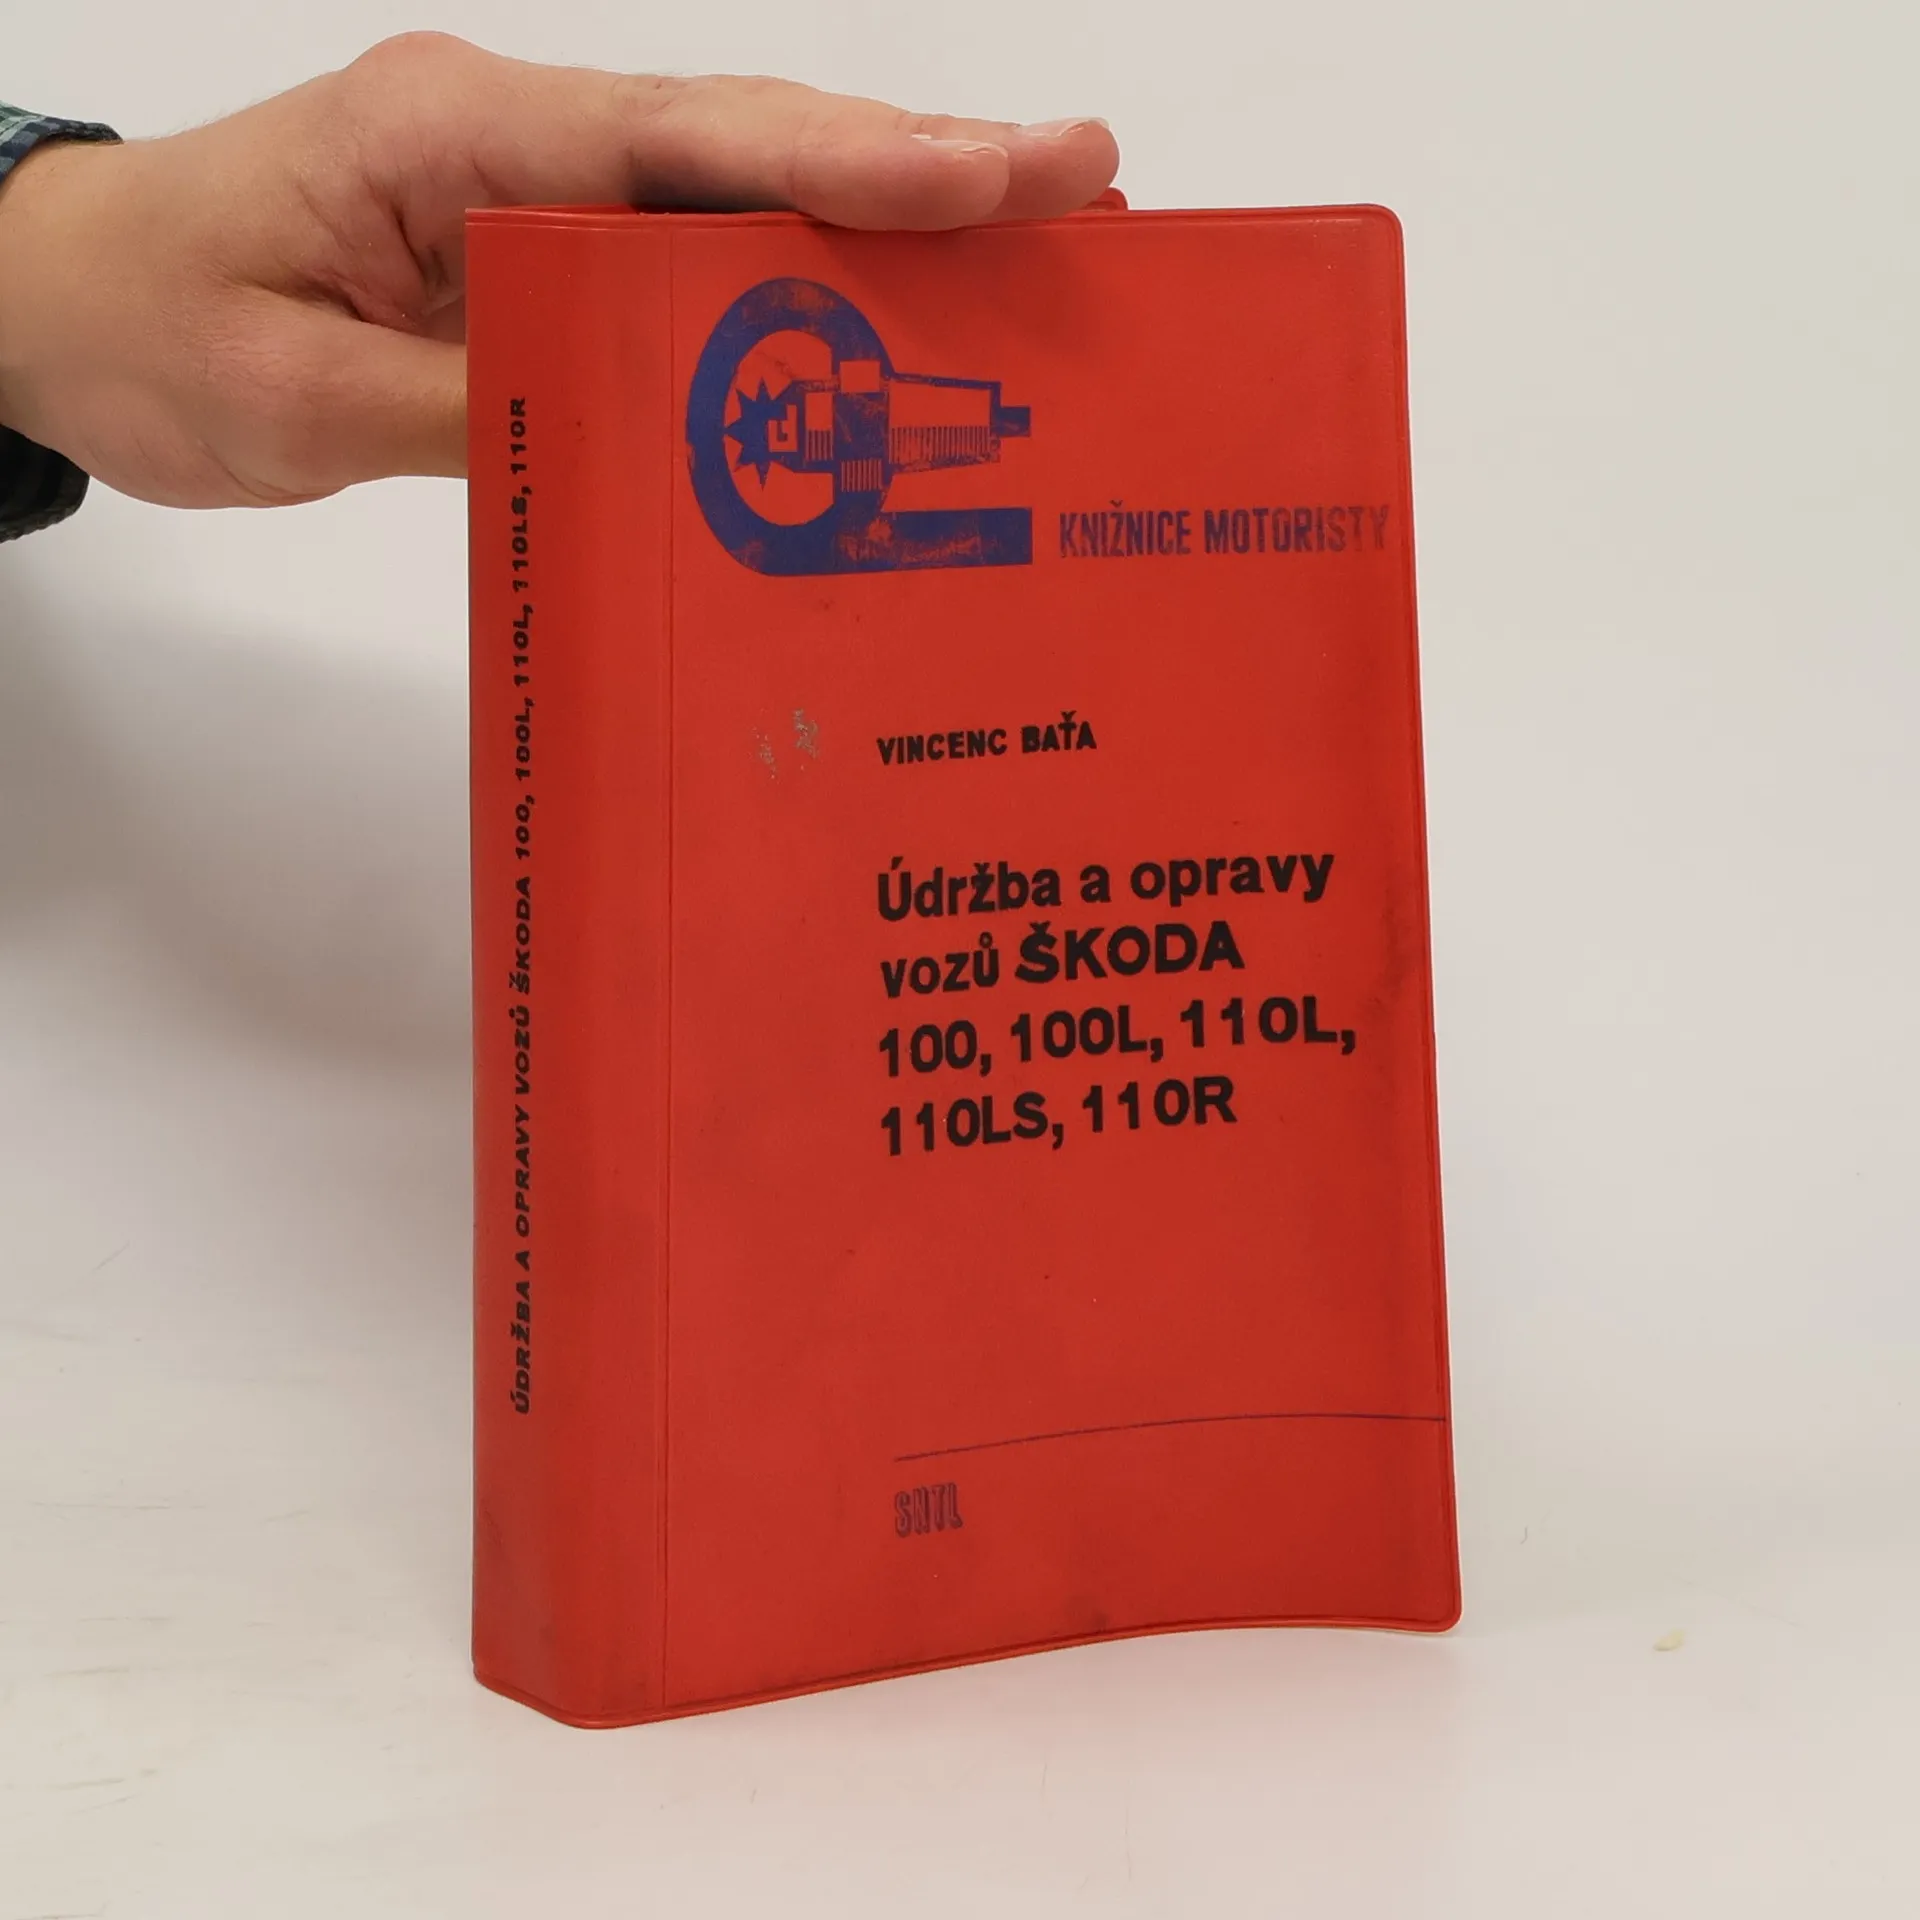 ÚDRŽBA A OPRAVY VOZŮ ŠKODA 100, 100L, 110L, 110LS, 110R
KNIŽNICE MOTORISTY
VINCENC BAŤA
Údržba a opravy
vozů ŠKODA
100, 100L, 110L,
110LS, 110R
SNTL